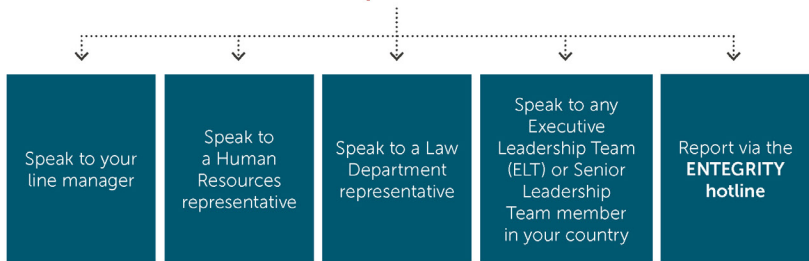 Speak to your
line manager
Speak to
a Human
Resources
representative
Speak to a Law
Department
representative
Speak to any
Executive
Leadership Team
(ELT) or Senior
Leadership
Team member
in your country
Report via the
ENTEGRITY
hotline